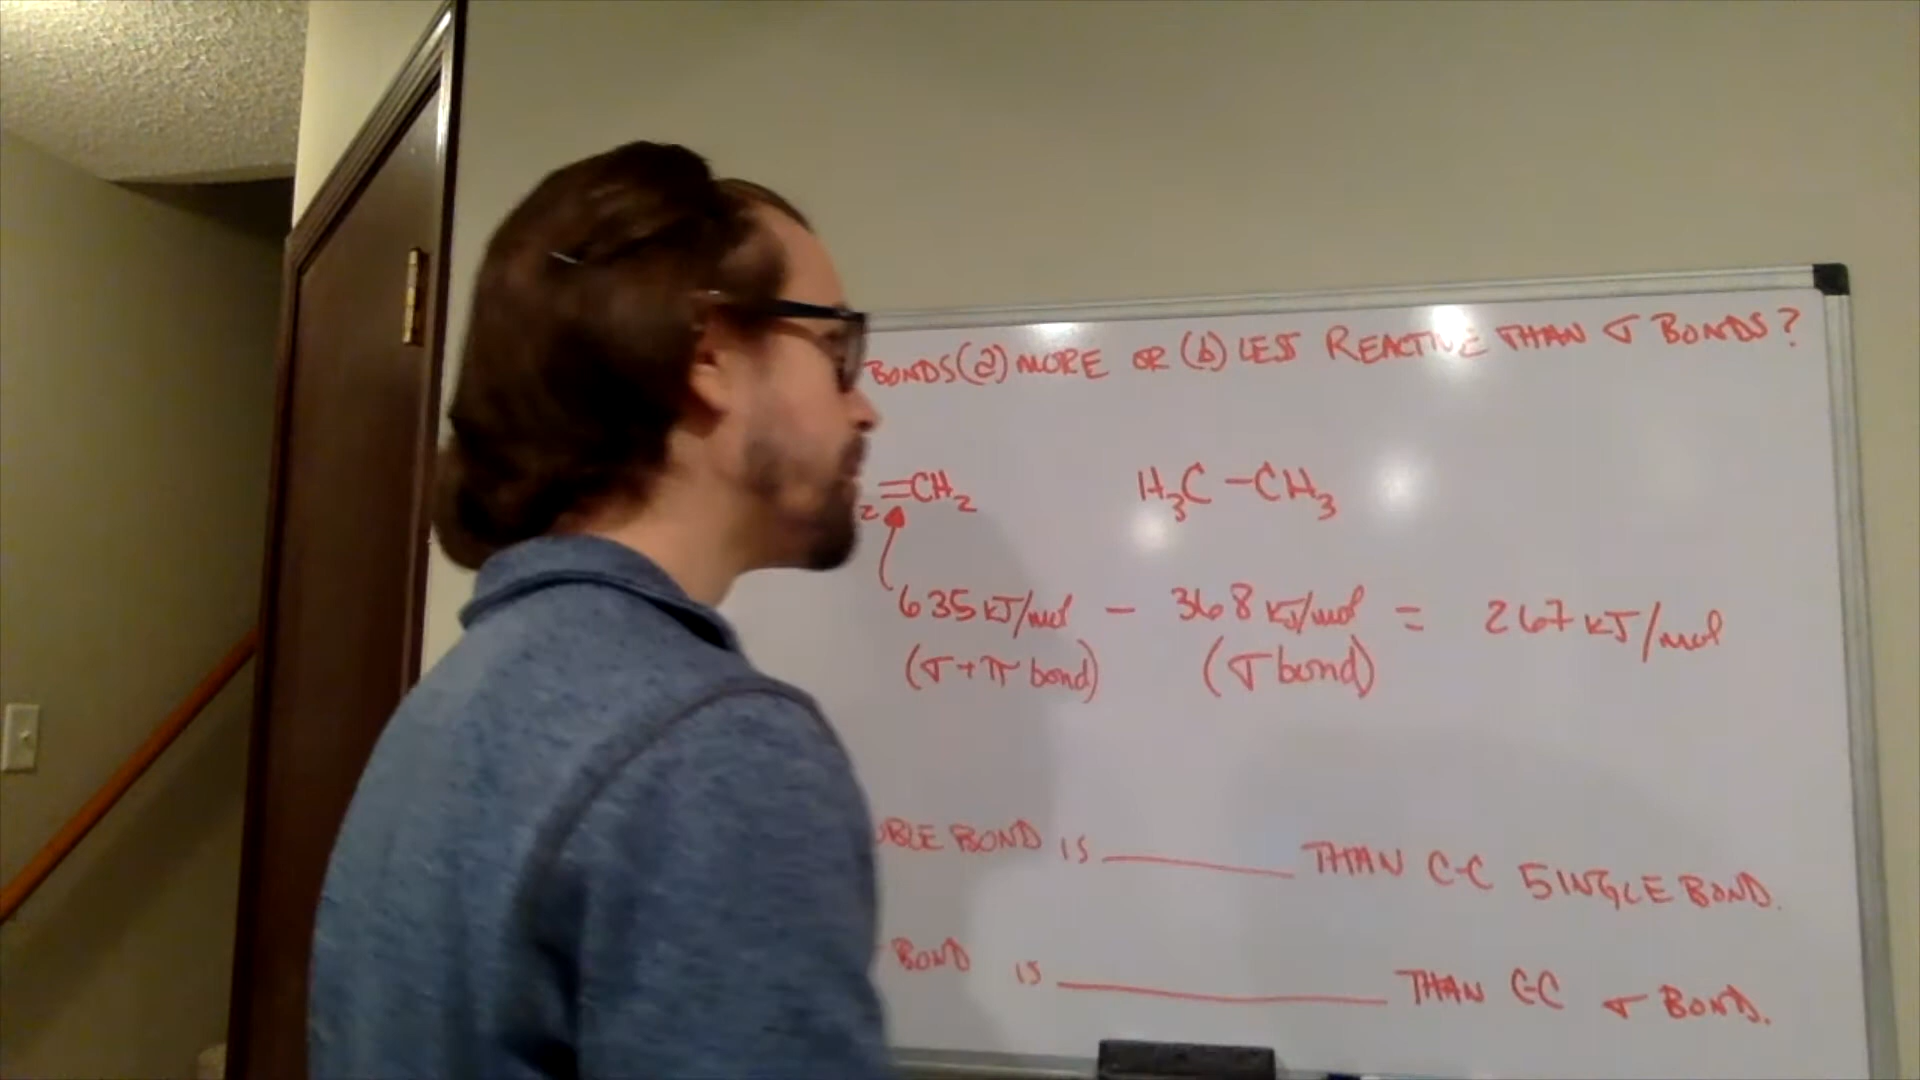 BONDS (a) MORE OR (b) LESS REACTIVE THAN σ BONDS?
₂=CH₂ H₃C-CH₃
635 kJ/mol - 368 kJ/mol = 267 kJ/mol
(σ+π bond) (σ bond)
UBLE BOND IS ______ THAN C-C SINGLE BOND.
BOND IS ______ THAN C-C σ BOND.